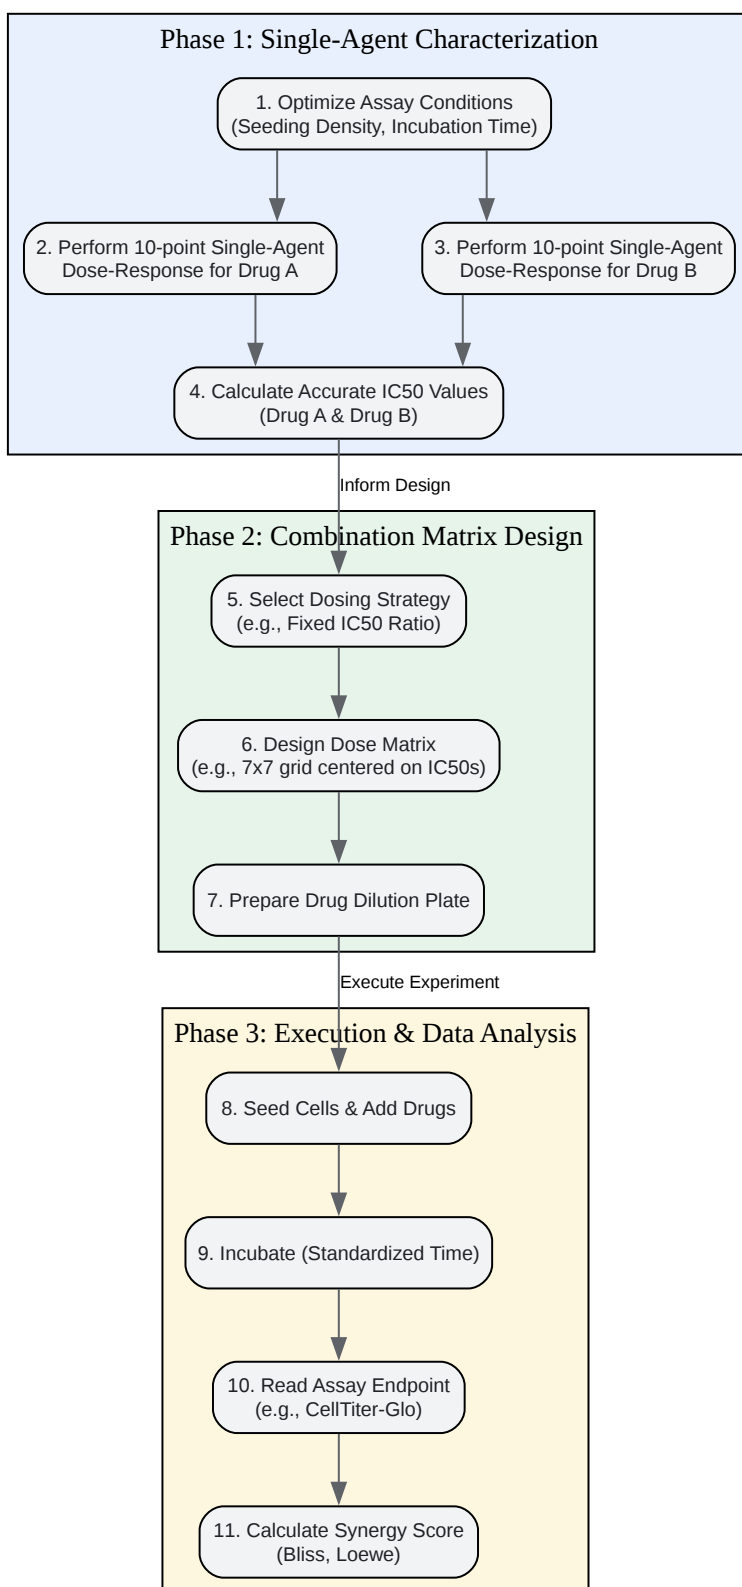 Phase 1: Single-Agent Characterization
1. Optimize Assay Conditions
(Seeding Density, Incubation Time)
2. Perform 10-point Single-Agent
Dose-Response for Drug A
3. Perform 10-point Single-Agent
Dose-Response for Drug B
4. Calculate Accurate IC50 Values
(Drug A & Drug B)
Inform Design
Phase 2: Combination Matrix Design
5. Select Dosing Strategy
(e.g., Fixed IC50 Ratio)
6. Design Dose Matrix
(e.g., 7x7 grid centered on IC50s)
7. Prepare Drug Dilution Plate
Execute Experiment
Phase 3: Execution & Data Analysis
8. Seed Cells & Add Drugs
9. Incubate (Standardized Time)
10. Read Assay Endpoint
(e.g., CellTiter-Glo)
11. Calculate Synergy Score
(Bliss, Loewe)